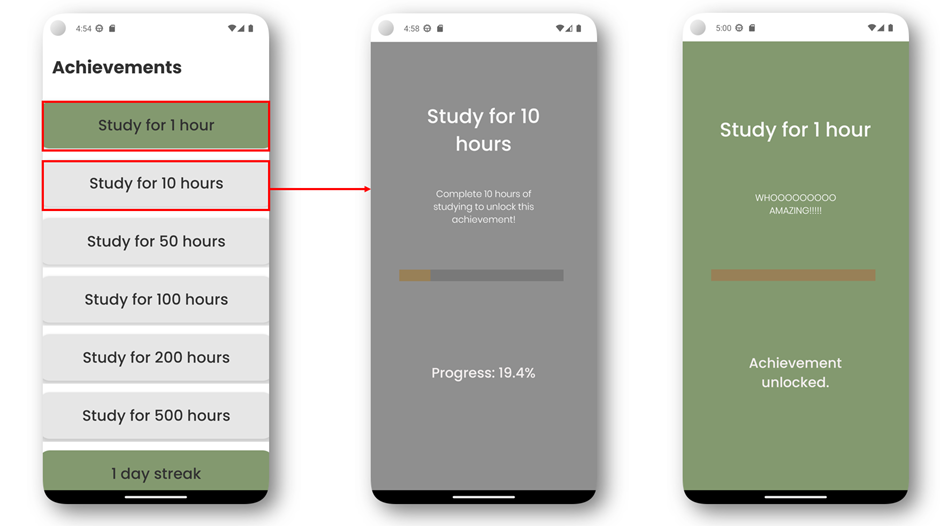 4:54
Achievements
Study for 1 hour
Study for 10 hours
Study for 50 hours
Study for 100 hours
Study for 200 hours
Study for 500 hours
1 day streak
4:58
Study for 10
hours
Complete 10 hours of
studying to unlock this
achievement!
Progress: 19.4%
5:00
Study for 1 hour
WHOOOOOOOOO
AMAZING!!!!!
Achievement
unlocked.